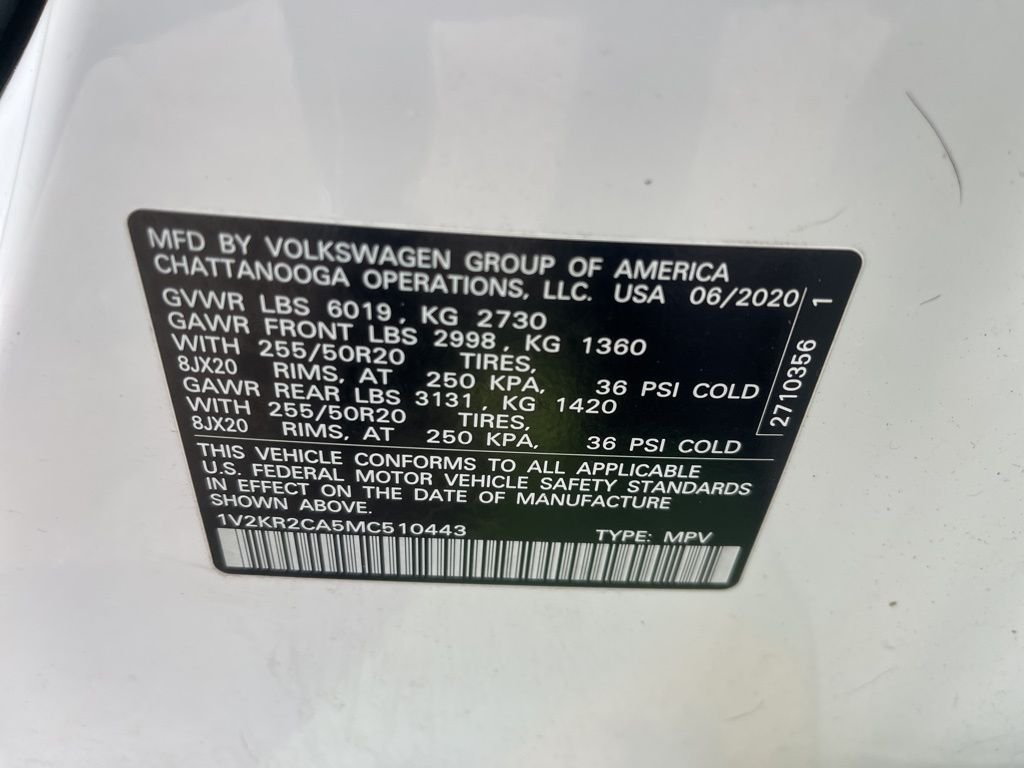 MFD BY VOLKSWAGEN GROUP OF AMERICA
CHATTANOOGA OPERATIONS, LLC. USA 06/2020
GVWR LBS 6019, KG 2730
GAWR FRONT LBS 2998, KG 1360
WITH 255/50R20 TIRES,
8JX20 RIMS, AT 250 KPA, 36 PSI COLD
GAWR REAR LBS 3131, KG 1420
WITH 255/50R20 TIRES,
8JX20 RIMS, AT 250 KPA, 36 PSI COLD
THIS VEHICLE CONFORMS TO ALL APPLICABLE
U.S. FEDERAL MOTOR VEHICLE SAFETY STANDARDS
IN EFFECT ON THE DATE OF MANUFACTURE
SHOWN ABOVE.
1V2KR2CA5MC510443 TYPE: MPV
2710356 1